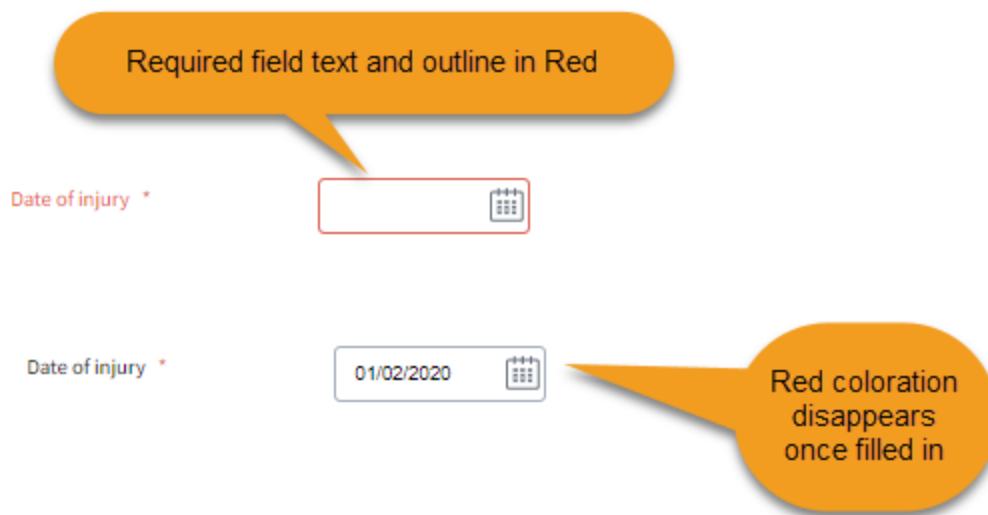 Required field text and outline in Red
Date of injury *
Date of injury *
01/02/2020
Red coloration
disappears
once filled in